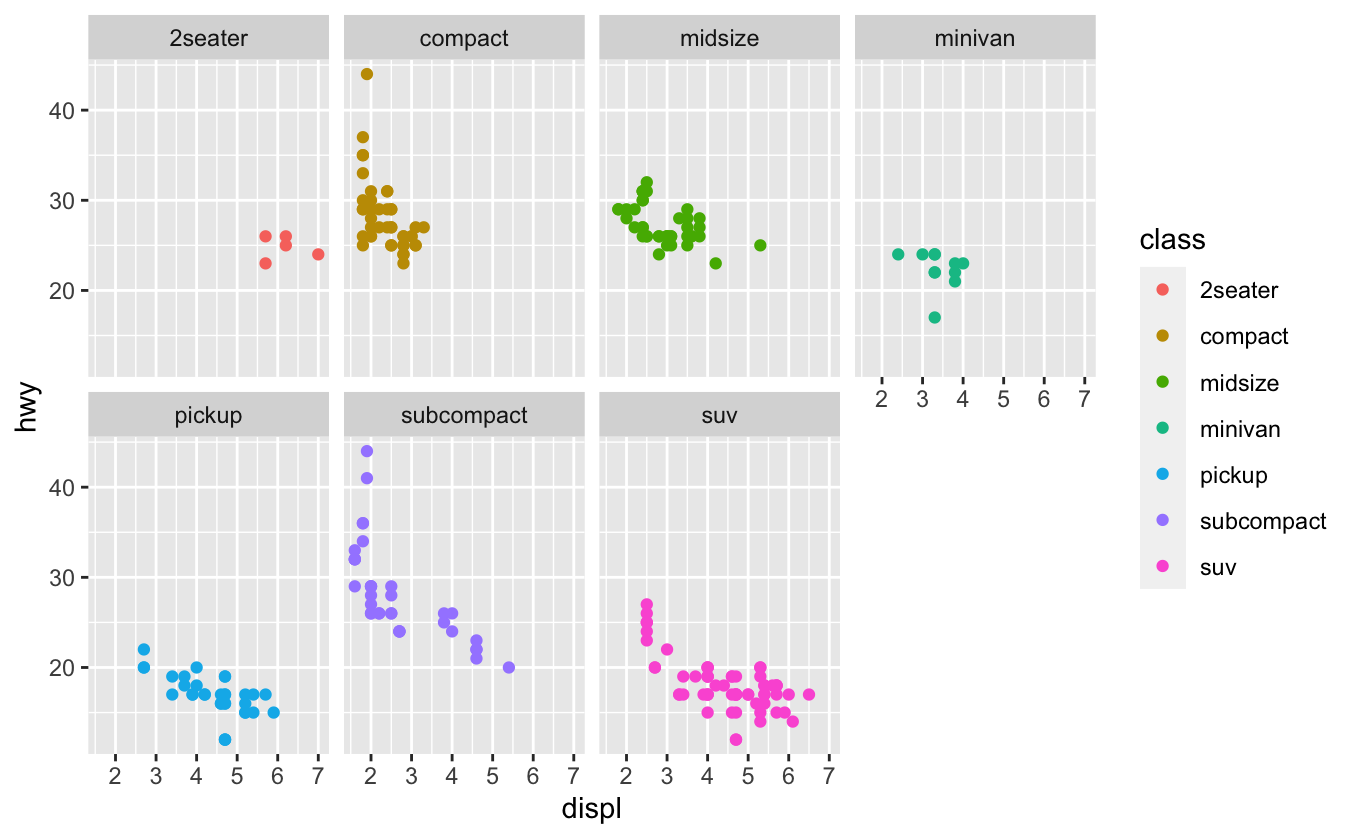 2seater compact midsize minivan
40
30
20
2 3 4 5 6 7
hwy
pickup subcompact suv
40
30
20
2 3 4 5 6 7 2 3 4 5 6 7 2 3 4 5 6 7
displ
class
2seater
compact
midsize
minivan
pickup
subcompact
suv